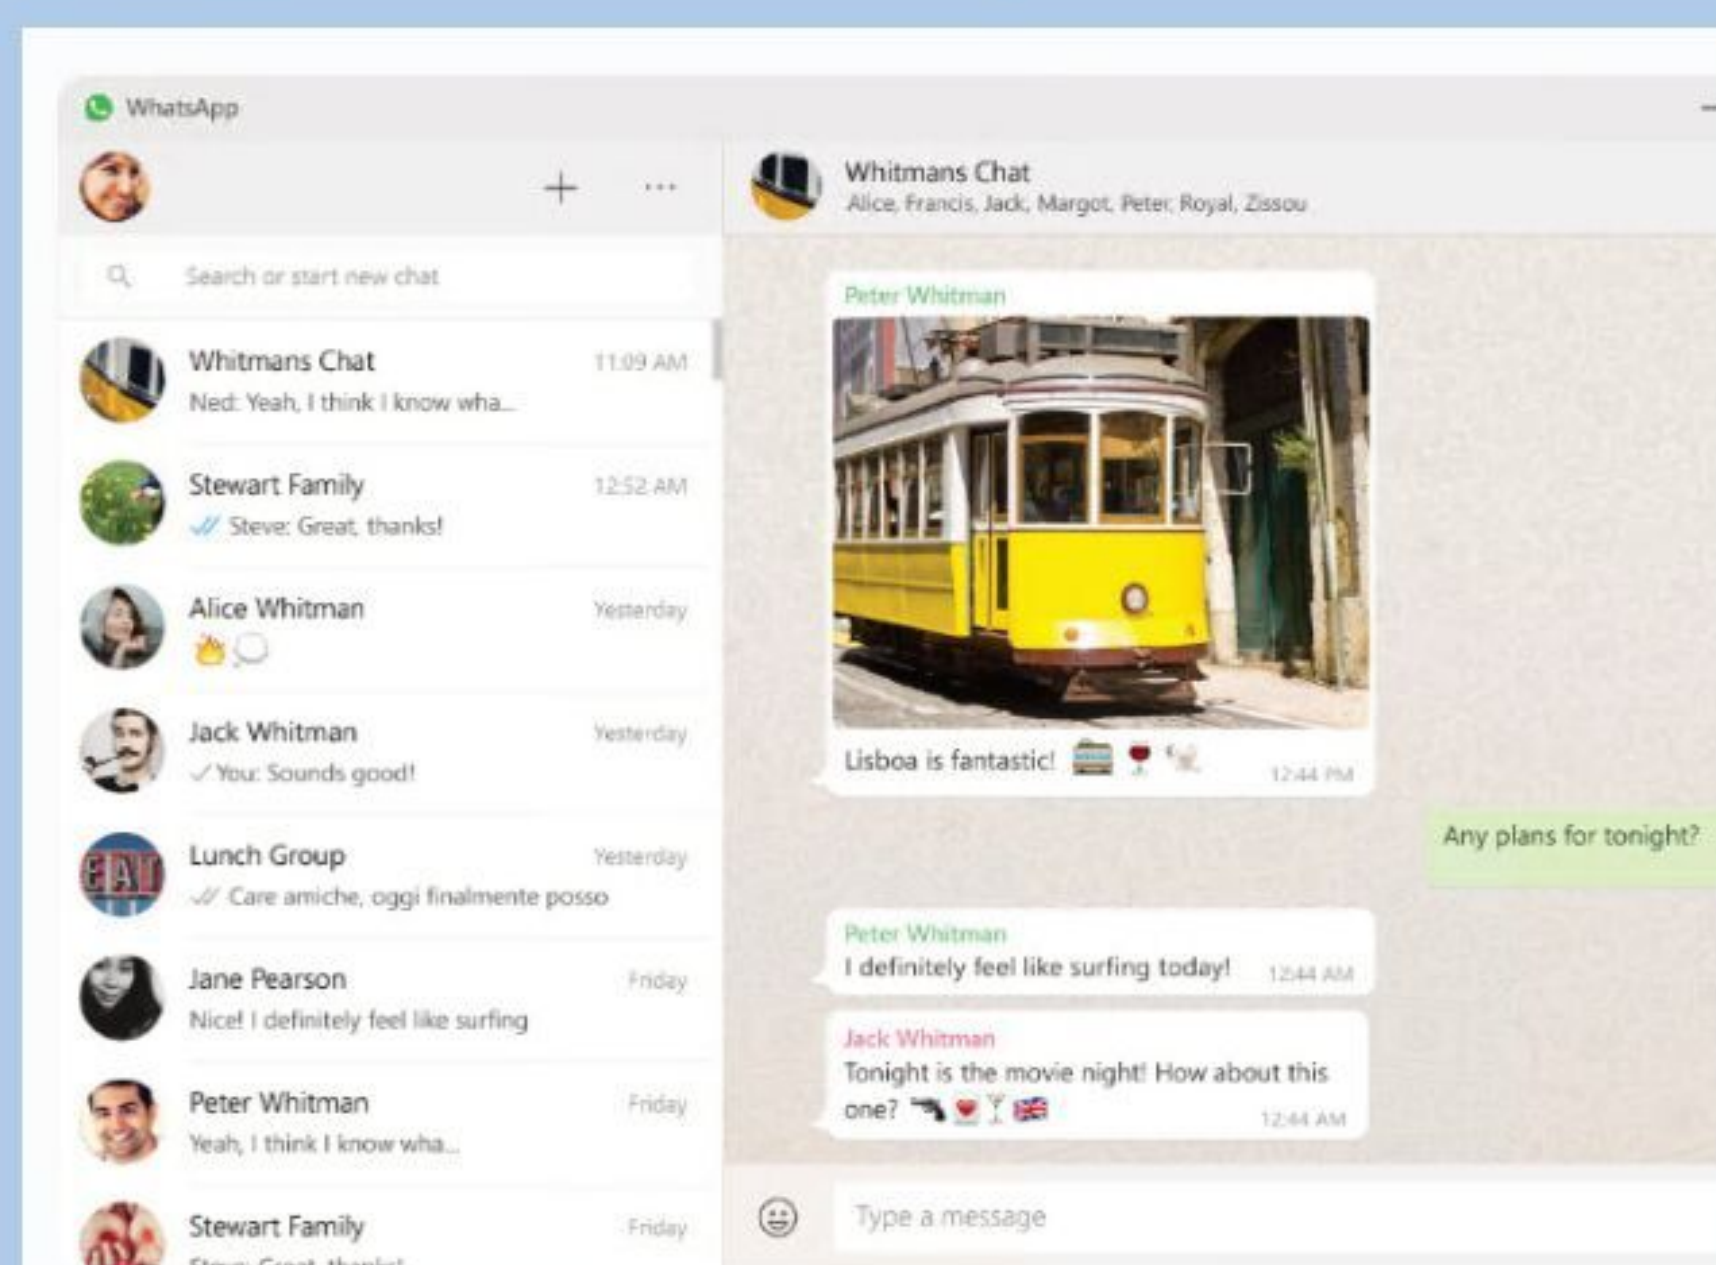 WhatsApp
Search or start new chat
Whitmans Chat
11:09 AM
Ned: Yeah, I think I know wha...
Stewart Family
12:52 AM
Steve: Great, thanks!
Alice Whitman
Yesterday
Jack Whitman
Yesterday
You: Sounds good!
Lunch Group
Yesterday
Care amiche, oggi finalmente posso
Jane Pearson
Friday
Nice! I definitely feel like surfing
Peter Whitman
Friday
Yeah, I think I know wha...
Stewart Family
Friday
Steve: Great, thanks!
Whitmans Chat
Alice, Francis, Jack, Margot, Peter, Royal, Zissou
Peter Whitman
Lisboa is fantastic!
12:44 PM
Any plans for tonight?
Peter Whitman
I definitely feel like surfing today!
12:44 AM
Jack Whitman
Tonight is the movie night! How about this
one?
12:44 AM
Type a message
EAT